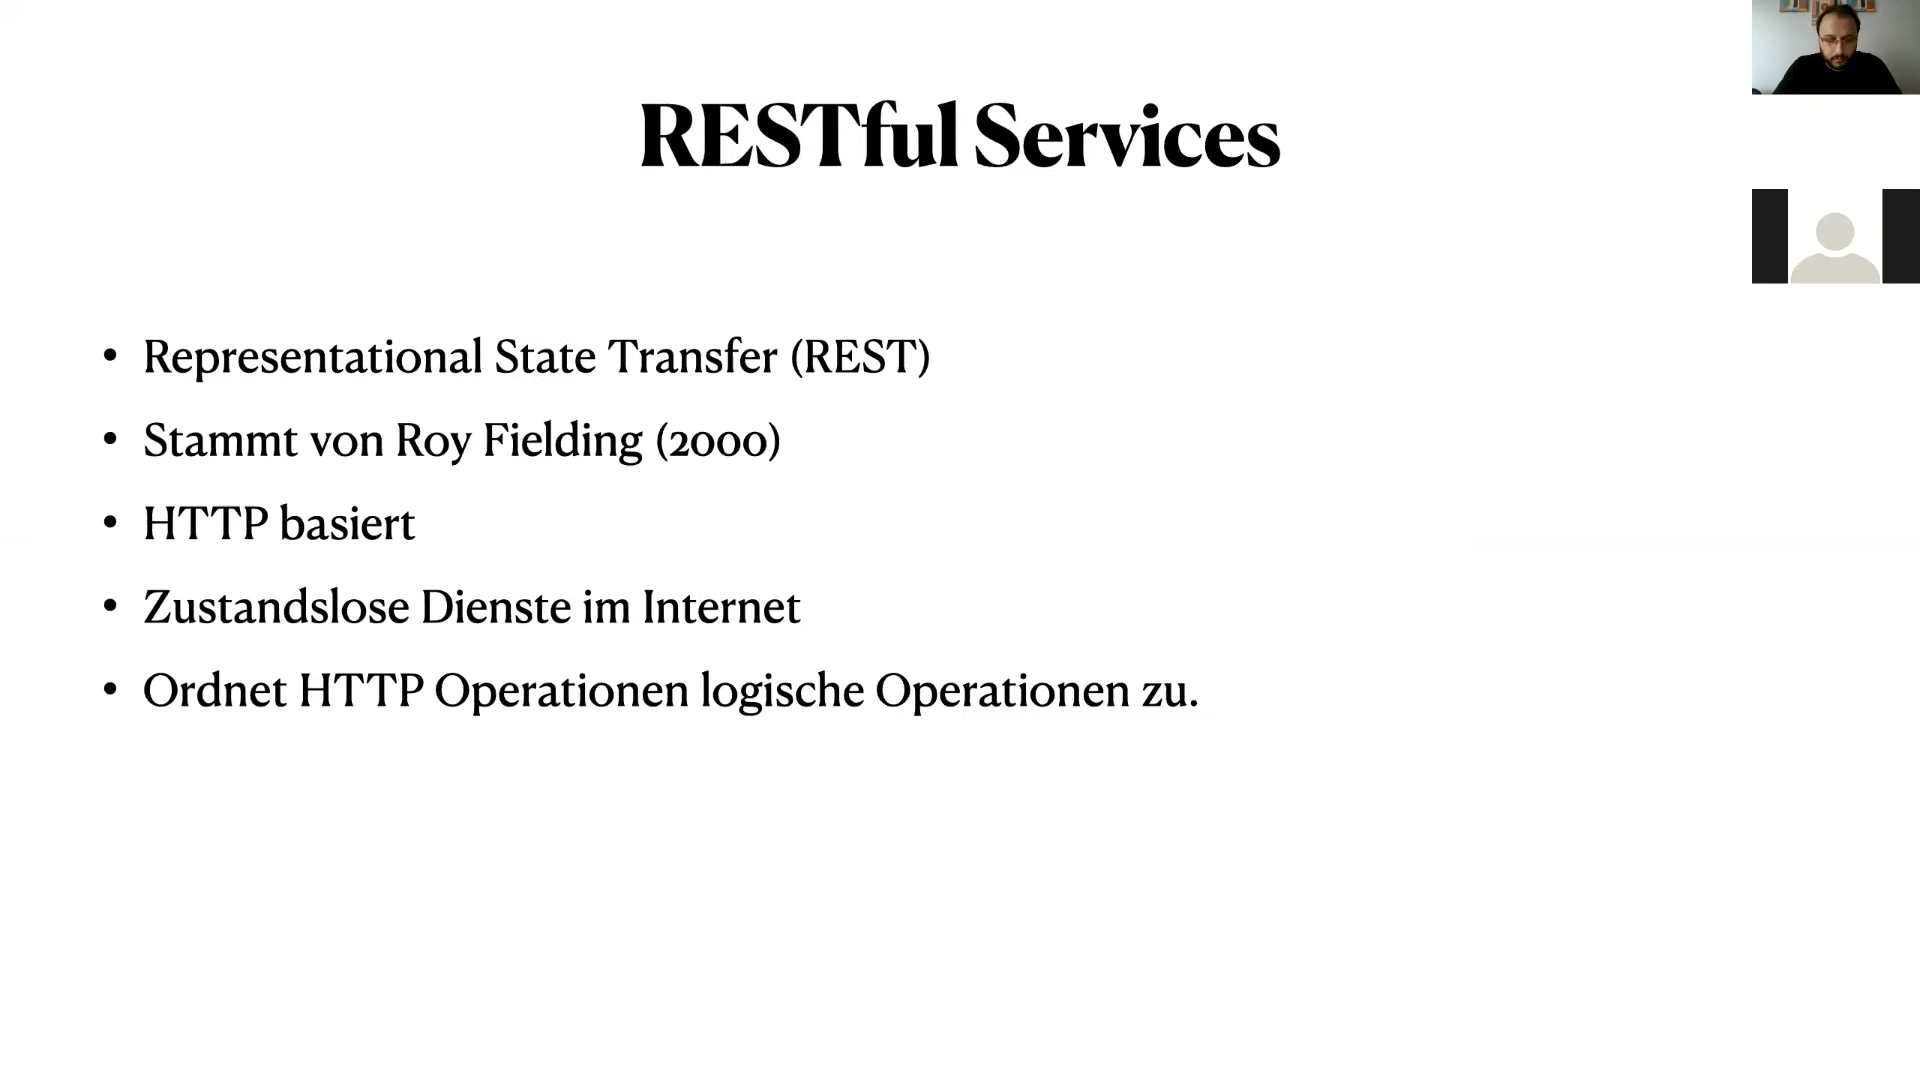 RESTful Services
• Representational State Transfer (REST)
• Stammt von Roy Fielding (2000)
• HTTP basiert
• Zustandslose Dienste im Internet
• Ordnet HTTP Operationen logische Operationen zu.